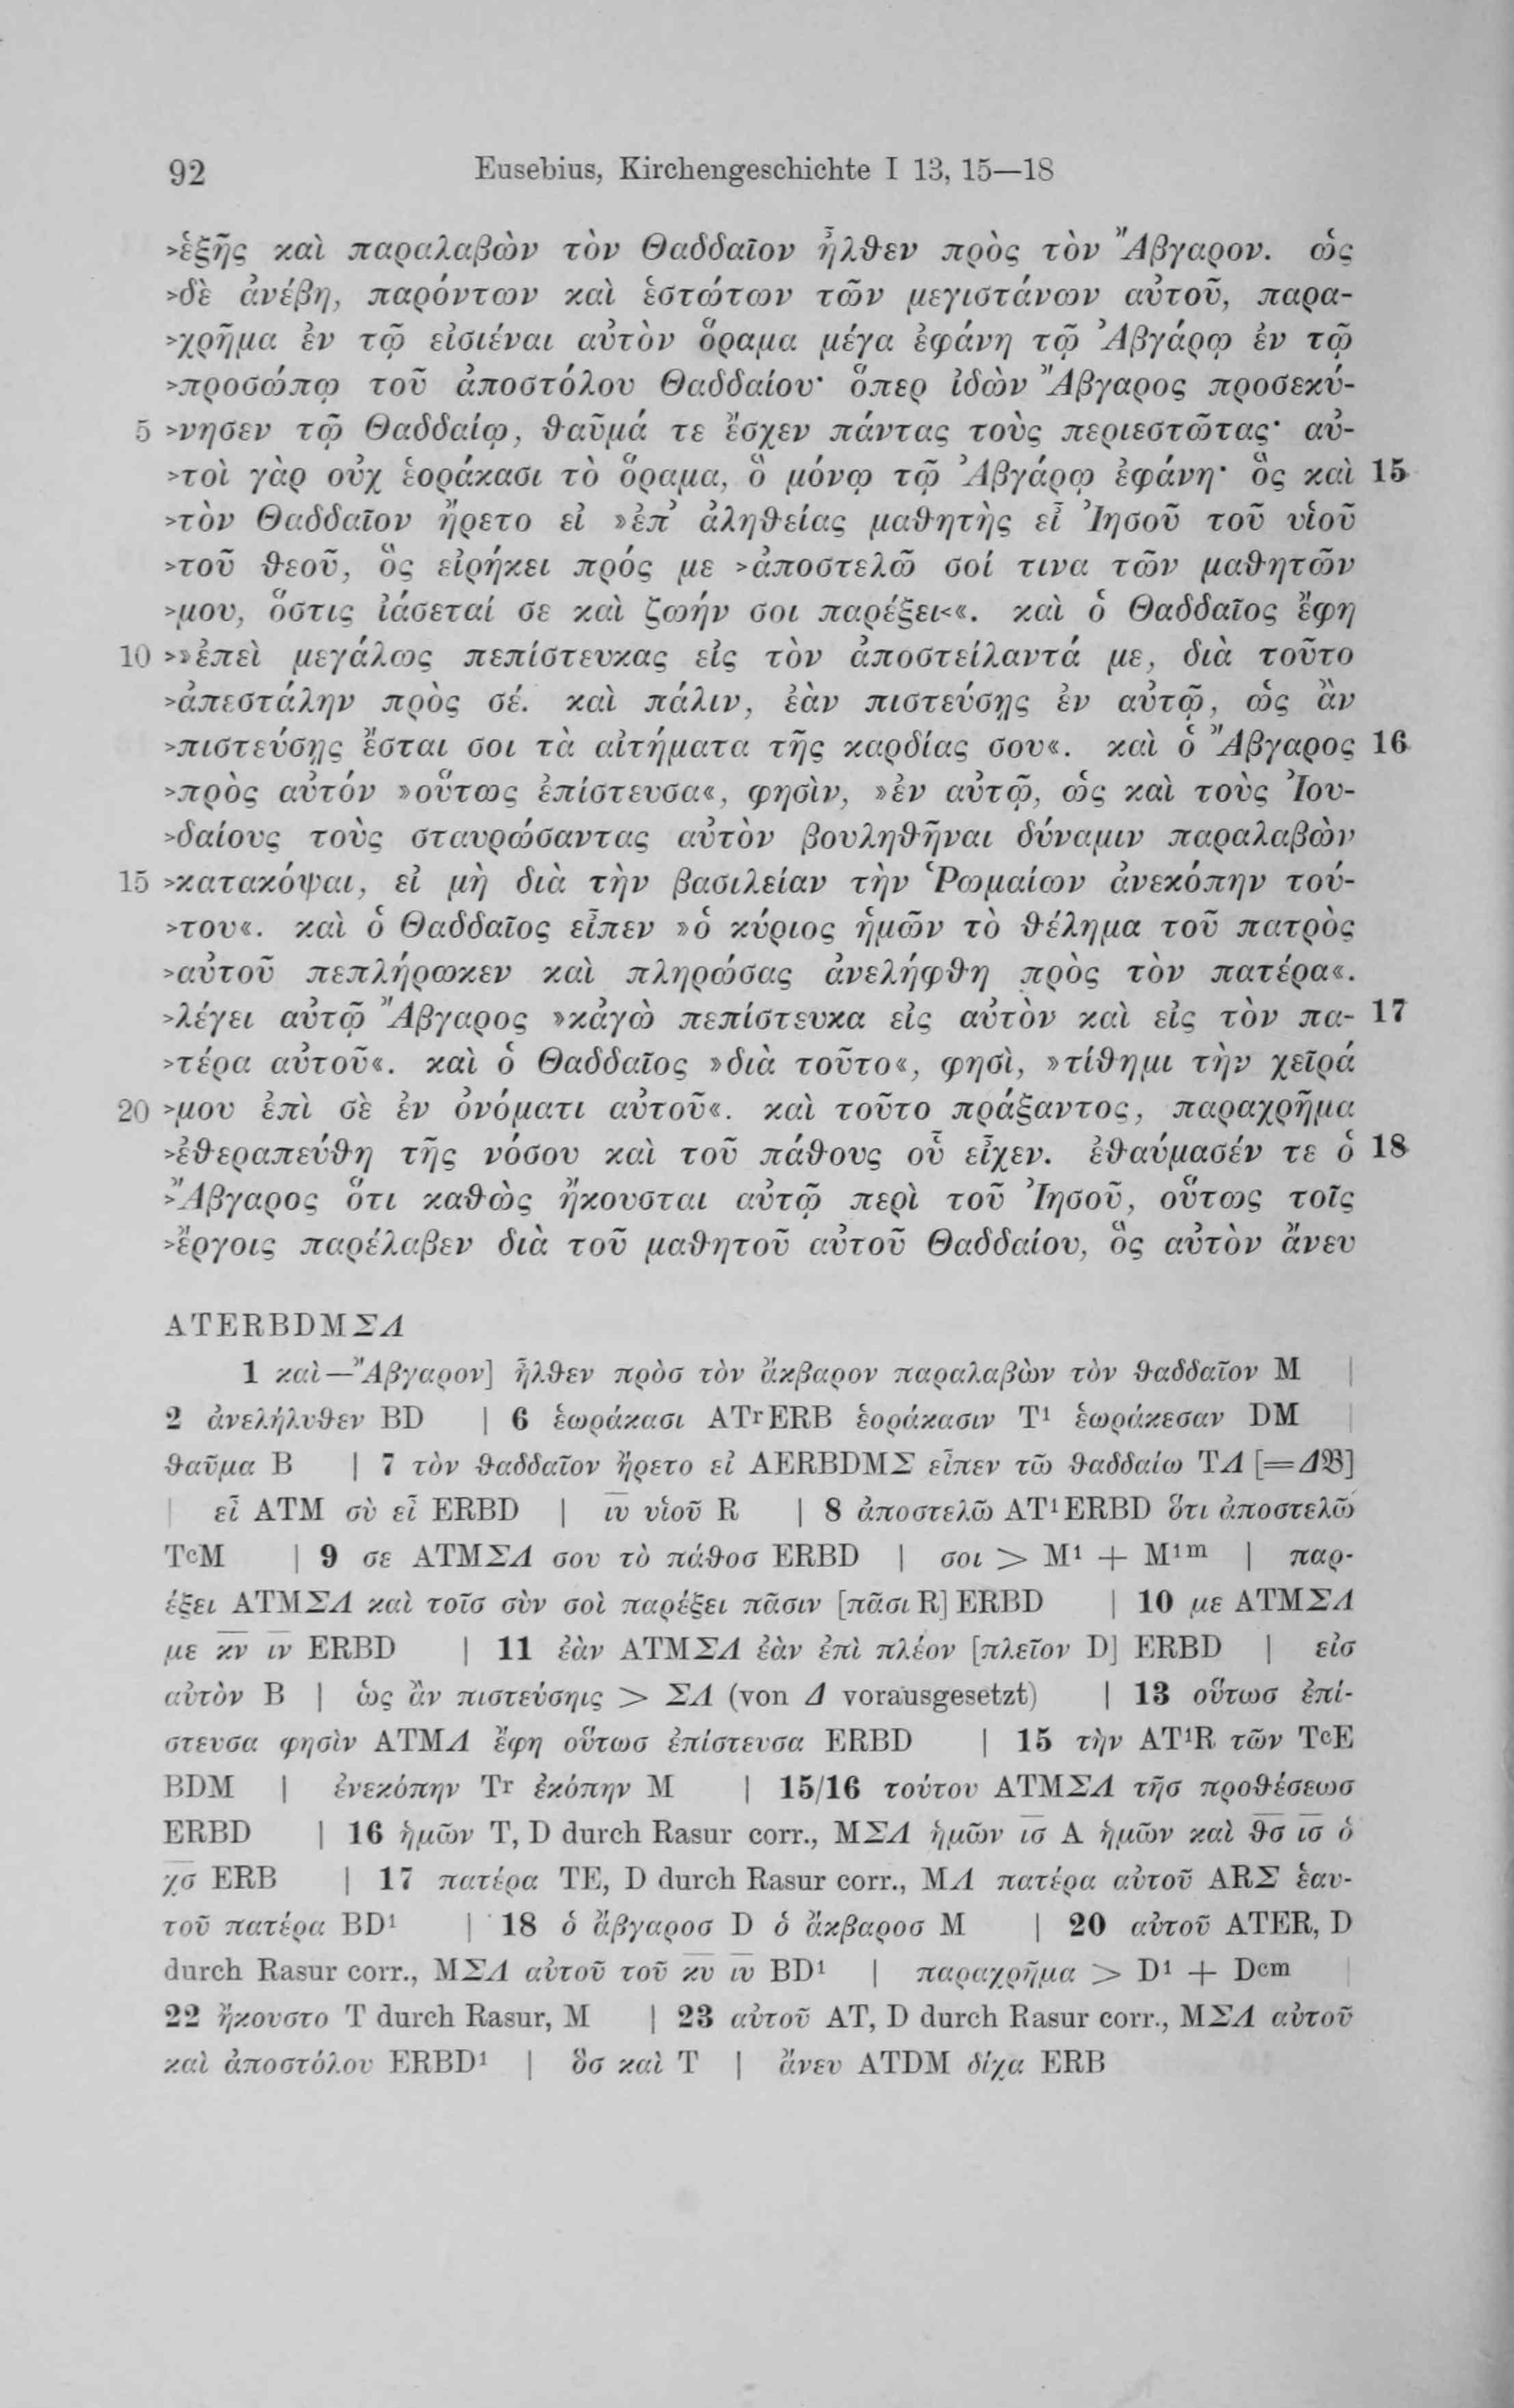 92 Eusebius, Kirchengeschichte I 13, 15—18
>ἑξῆς καὶ παραλαβὼν τὸν Θαδδαῖον ἦλθεν πρὸς τὸν Ἄβγαρον. ὡς
>δὲ ἀνέβη, παρόντων καὶ ἑστώτων τῶν μεγιστάνων αὐτοῦ, παρα-
>χρῆμα ἐν τῷ εἰσιέναι αὐτὸν ὅραμα μέγα ἐφάνη τῷ Ἀβγάρῳ ἐν τῷ
>προσώπῳ τοῦ ἀποστόλου Θαδδαίου· ὅπερ ἰδὼν Ἄβγαρος προσεκύ-
5 >νησεν τῷ Θαδδαίῳ, θαῦμά τε ἔσχεν πάντας τοὺς περιεστῶτας· αὐ-
>τοὶ γὰρ οὐχ ἑοράκασι τὸ ὅραμα, ὃ μόνῳ τῷ Ἀβγάρῳ ἐφάνη· ὃς καὶ 15
>τὸν Θαδδαῖον ἤρετο εἰ »ἐπ’ ἀληθείας μαθητὴς εἶ Ἰησοῦ τοῦ υἱοῦ
>τοῦ θεοῦ, ὃς εἰρήκει πρός με >ἀποστελῶ σοί τινα τῶν μαθητῶν
>μου, ὅστις ἰάσεταί σε καὶ ζωήν σοι παρέξει<«. καὶ ὁ Θαδδαῖος ἔφη
10 >»ἐπεὶ μεγάλως πεπίστευκας εἰς τὸν ἀποστείλαντά με, διὰ τοῦτο
>ἀπεστάλην πρὸς σέ. καὶ πάλιν, ἐὰν πιστεύσῃς ἐν αὐτῷ, ὡς ἂν
>πιστεύσῃς ἔσται σοι τὰ αἰτήματα τῆς καρδίας σου«. καὶ ὁ Ἄβγαρος 16
>πρὸς αὐτόν »οὕτως ἐπίστευσα«, φησίν, »ἐν αὐτῷ, ὡς καὶ τοὺς Ἰου-
>δαίους τοὺς σταυρώσαντας αὐτὸν βουληθῆναι δύναμιν παραλαβὼν
15 >κατακόψαι, εἰ μὴ διὰ τὴν βασιλείαν τὴν Ῥωμαίων ἀνεκόπην τού-
>του«. καὶ ὁ Θαδδαῖος εἶπεν »ὁ κύριος ἡμῶν τὸ θέλημα τοῦ πατρὸς
>αὐτοῦ πεπλήρωκεν καὶ πληρώσας ἀνελήφθη πρὸς τὸν πατέρα«.
>λέγει αὐτῷ Ἄβγαρος »κἀγὼ πεπίστευκα εἰς αὐτὸν καὶ εἰς τὸν πα- 17
>τέρα αὐτοῦ«. καὶ ὁ Θαδδαῖος »διὰ τοῦτο«, φησί, »τίθημι τὴν χεῖρά
20 >μου ἐπὶ σὲ ἐν ὀνόματι αὐτοῦ«. καὶ τοῦτο πράξαντος, παραχρῆμα
>ἐθεραπεύθη τῆς νόσου καὶ τοῦ πάθους οὗ εἶχεν. ἐθαύμασέν τε ὁ 18
>Ἄβγαρος ὅτι καθὼς ἤκουσται αὐτῷ περὶ τοῦ Ἰησοῦ, οὕτως τοῖς
>ἔργοις παρέλαβεν διὰ τοῦ μαθητοῦ αὐτοῦ Θαδδαίου, ὃς αὐτὸν ἄνευ
ATERBDMΣΛ
1 καὶ—Ἄβγαρον] ἦλθεν πρὸσ τὸν ἄκβαρον παραλαβὼν τὸν θαδδαῖον M |
2 ἀνελήλυθεν BD | 6 ἑωράκασι ATʳERB ἑοράκασιν T¹ ἑωράκεσαν DM |
θαῦμα B | 7 τὸν θαδδαῖον ἤρετο εἰ AERBDMΣ εἶπεν τῶ θαδδαίω TΛ [=𝛥𝔅]
| εἶ ATM σὺ εἶ ERBD | ι̅υ̅ υἱοῦ R | 8 ἀποστελῶ AT¹ERBD ὅτι ἀποστελῶ
TᶜM | 9 σε ATMΣΛ σου τὸ πάθοσ ERBD | σοι > M¹ + M¹ᵐ | παρ-
έξει ATMΣΛ καὶ τοῖσ σὺν σοὶ παρέξει πᾶσιν [πᾶσι R] ERBD | 10 με ATMΣΛ
με κ̅ν̅ ι̅ν̅ ERBD | 11 ἐὰν ATMΣΛ ἐὰν ἐπὶ πλέον [πλεῖον D] ERBD | εἰσ
αὐτὸν B | ὡς ἂν πιστεύσηις > ΣΛ (von Λ vorausgesetzt) | 13 οὕτωσ ἐπί-
στευσα φησὶν ATMΛ ἔφη οὕτωσ ἐπίστευσα ERBD | 15 τὴν AT¹R τῶν TᶜE
BDM | ἐνεκόπην Tʳ ἐκόπην M | 15/16 τούτου ATMΣΛ τῆσ προθέσεωσ
ERBD | 16 ἡμῶν T, D durch Rasur corr., MΣΛ ἡμῶν ι̅σ̅ A ἡμῶν καὶ θ̅σ̅ ι̅σ̅ ὁ
χ̅σ̅ ERB | 17 πατέρα TE, D durch Rasur corr., MΛ πατέρα αὐτοῦ ARΣ ἑαυ-
τοῦ πατέρα BD¹ | 18 ὁ ἄβγαροσ D ὁ ἄκβαροσ M | 20 αὐτοῦ ATER, D
durch Rasur corr., MΣΛ αὐτοῦ τοῦ κ̅υ̅ ι̅υ̅ BD¹ | παραχρῆμα > D¹ + Dᶜᵐ |
22 ἤκουστο T durch Rasur, M | 23 αὐτοῦ AT, D durch Rasur corr., MΣΛ αὐτοῦ
καὶ ἀποστόλου ERBD¹ | ὃσ καὶ T | ἄνευ ATDM δίχα ERB